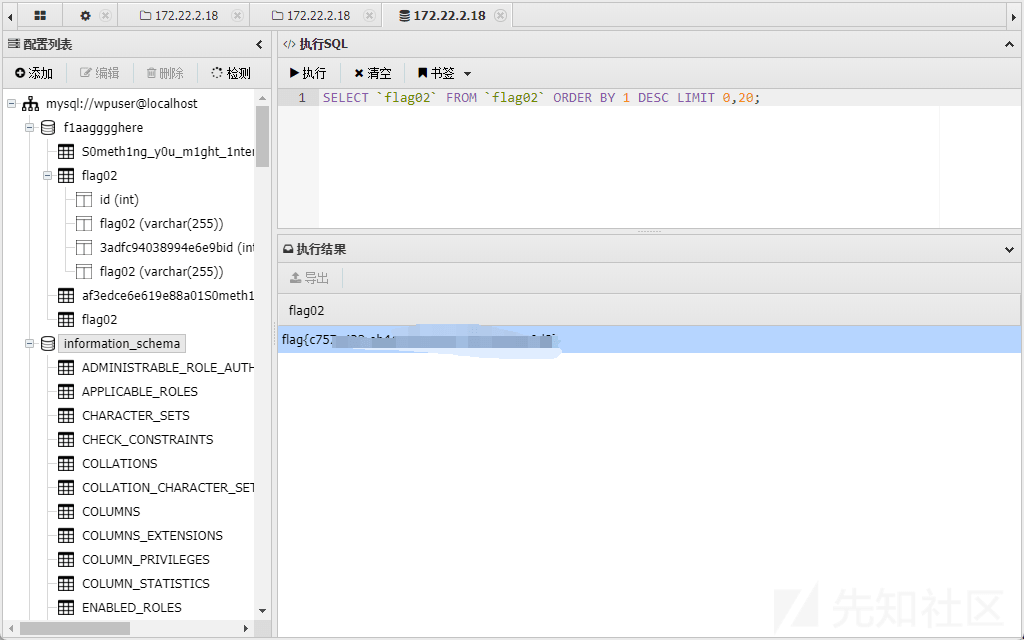 172.22.2.18
172.22.2.18
172.22.2.18
配置列表
添加
编辑
删除
检测
mysql://wpuser@localhost
f1aagggghere
S0meth1ng_y0u_m1ght_1nter
flag02
id (int)
flag02 (varchar(255))
3adfc94038994e6e9bid (int
flag02 (varchar(255))
af3edce6e619e88a01S0meth1
flag02
information_schema
ADMINISTRABLE_ROLE_AUTH
APPLICABLE_ROLES
CHARACTER_SETS
CHECK_CONSTRAINTS
COLLATIONS
COLLATION_CHARACTER_SET
COLUMNS
COLUMNS_EXTENSIONS
COLUMN_PRIVILEGES
COLUMN_STATISTICS
ENABLED_ROLES
执行SQL
执行
清空
书签
1 SELECT `flag02` FROM `flag02` ORDER BY 1 DESC LIMIT 0,20;
执行结果
导出
flag02
先知社区